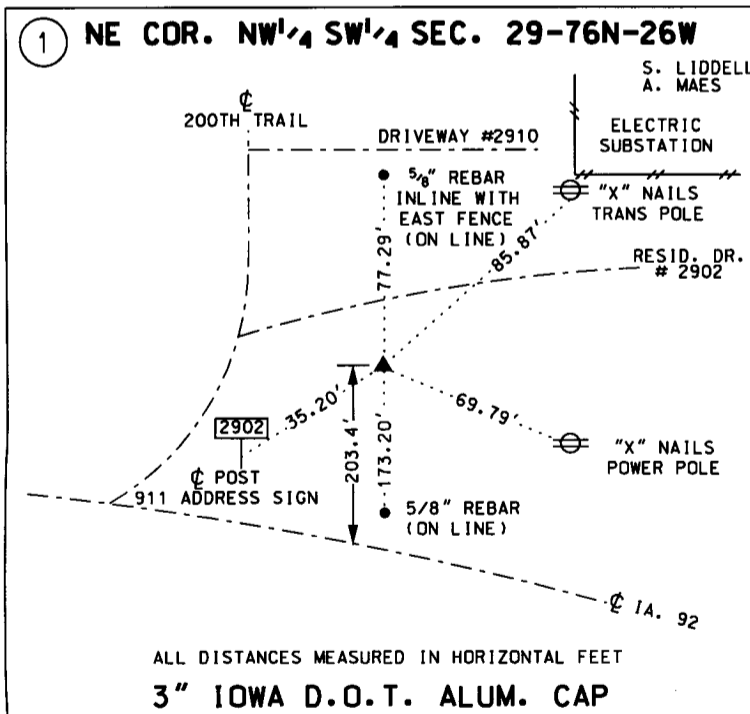 1 NE COR. NW1/4 SW1/4 SEC. 29-76N-26W
S. LIDDELL
A. MAES
℄
200TH TRAIL
ELECTRIC
SUBSTATION
DRIVEWAY #2910
5/8" REBAR
INLINE WITH
EAST FENCE
(ON LINE)
"X" NAILS
TRANS POLE
77.29'
85.87'
RESID. DR.
# 2902
35.20'
69.79'
203.4'
173.20'
2902
"X" NAILS
POWER POLE
℄ POST
911 ADDRESS SIGN
5/8" REBAR
(ON LINE)
℄ IA. 92
ALL DISTANCES MEASURED IN HORIZONTAL FEET
3" IOWA D.O.T. ALUM. CAP